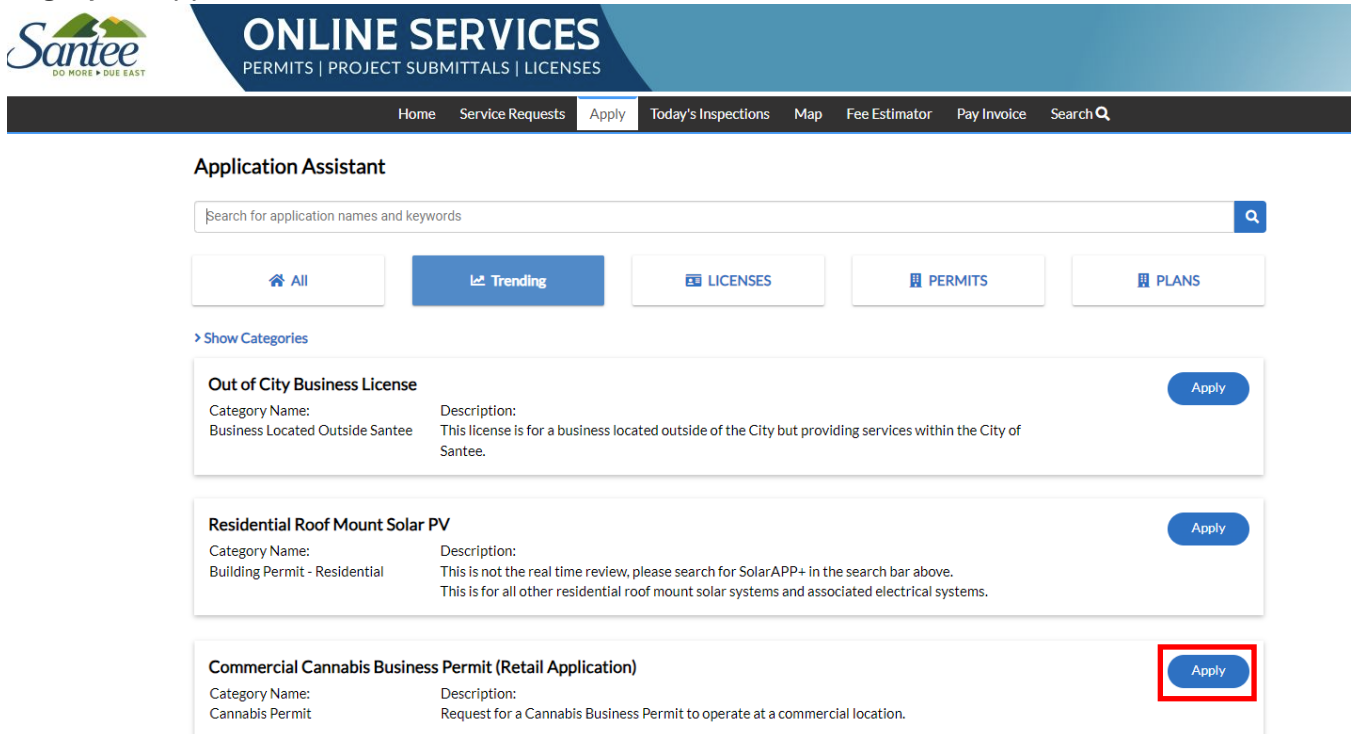 Santee
DO MORE ▸ DUE EAST
ONLINE SERVICES
PERMITS | PROJECT SUBMITTALS | LICENSES
Home Service Requests Apply Today's Inspections Map Fee Estimator Pay Invoice Search
Application Assistant
Search for application names and keywords
All Trending LICENSES PERMITS PLANS
> Show Categories
Out of City Business License
Apply
Category Name: Description:
Business Located Outside Santee This license is for a business located outside of the City but providing services within the City of
Santee.
Residential Roof Mount Solar PV
Apply
Category Name: Description:
Building Permit - Residential This is not the real time review, please search for SolarAPP+ in the search bar above.
This is for all other residential roof mount solar systems and associated electrical systems.
Commercial Cannabis Business Permit (Retail Application)
Apply
Category Name: Description:
Cannabis Permit Request for a Cannabis Business Permit to operate at a commercial location.